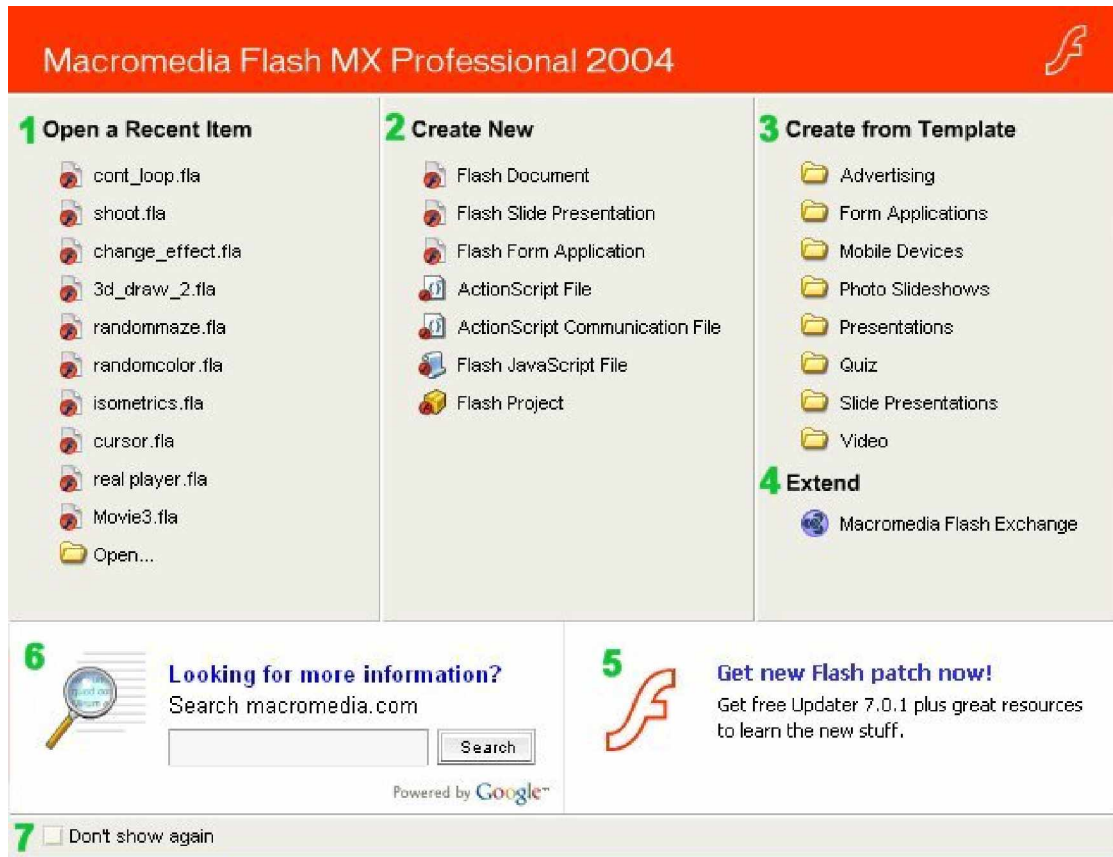 Macromedia Flash MX Professional 2004
1 Open a Recent Item
cont_loop.fla
shoot.fla
change_effect.fla
3d_draw_2.fla
randommaze.fla
randomcolor.fla
isometrics.fla
cursor.fla
real player.fla
Movie3.fla
Open...
2 Create New
Flash Document
Flash Slide Presentation
Flash Form Application
ActionScript File
ActionScript Communication File
Flash JavaScript File
Flash Project
3 Create from Template
Advertising
Form Applications
Mobile Devices
Photo Slideshows
Presentations
Quiz
Slide Presentations
Video
4 Extend
Macromedia Flash Exchange
6
Looking for more information?
Search macromedia.com
Search
Powered by Google™
5
Get new Flash patch now!
Get free Updater 7.0.1 plus great resources
to learn the new stuff.
7 Don't show again